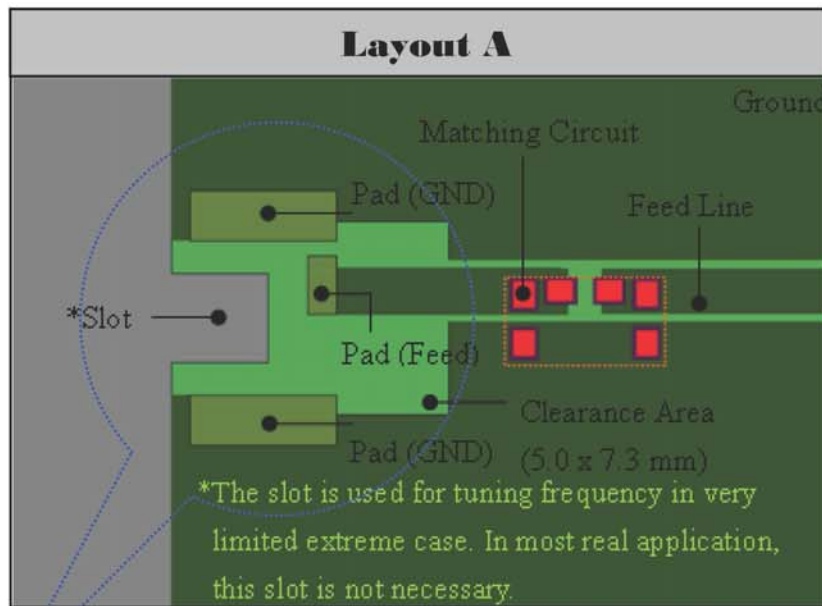 Layout A
Ground
Matching Circuit
Pad (GND)
Feed Line
*Slot
Pad (Feed)
Clearance Area
Pad (GND)
(5.0 x 7.3 mm)
*The slot is used for tuning frequency in very
limited extreme case. In most real application,
this slot is not necessary.